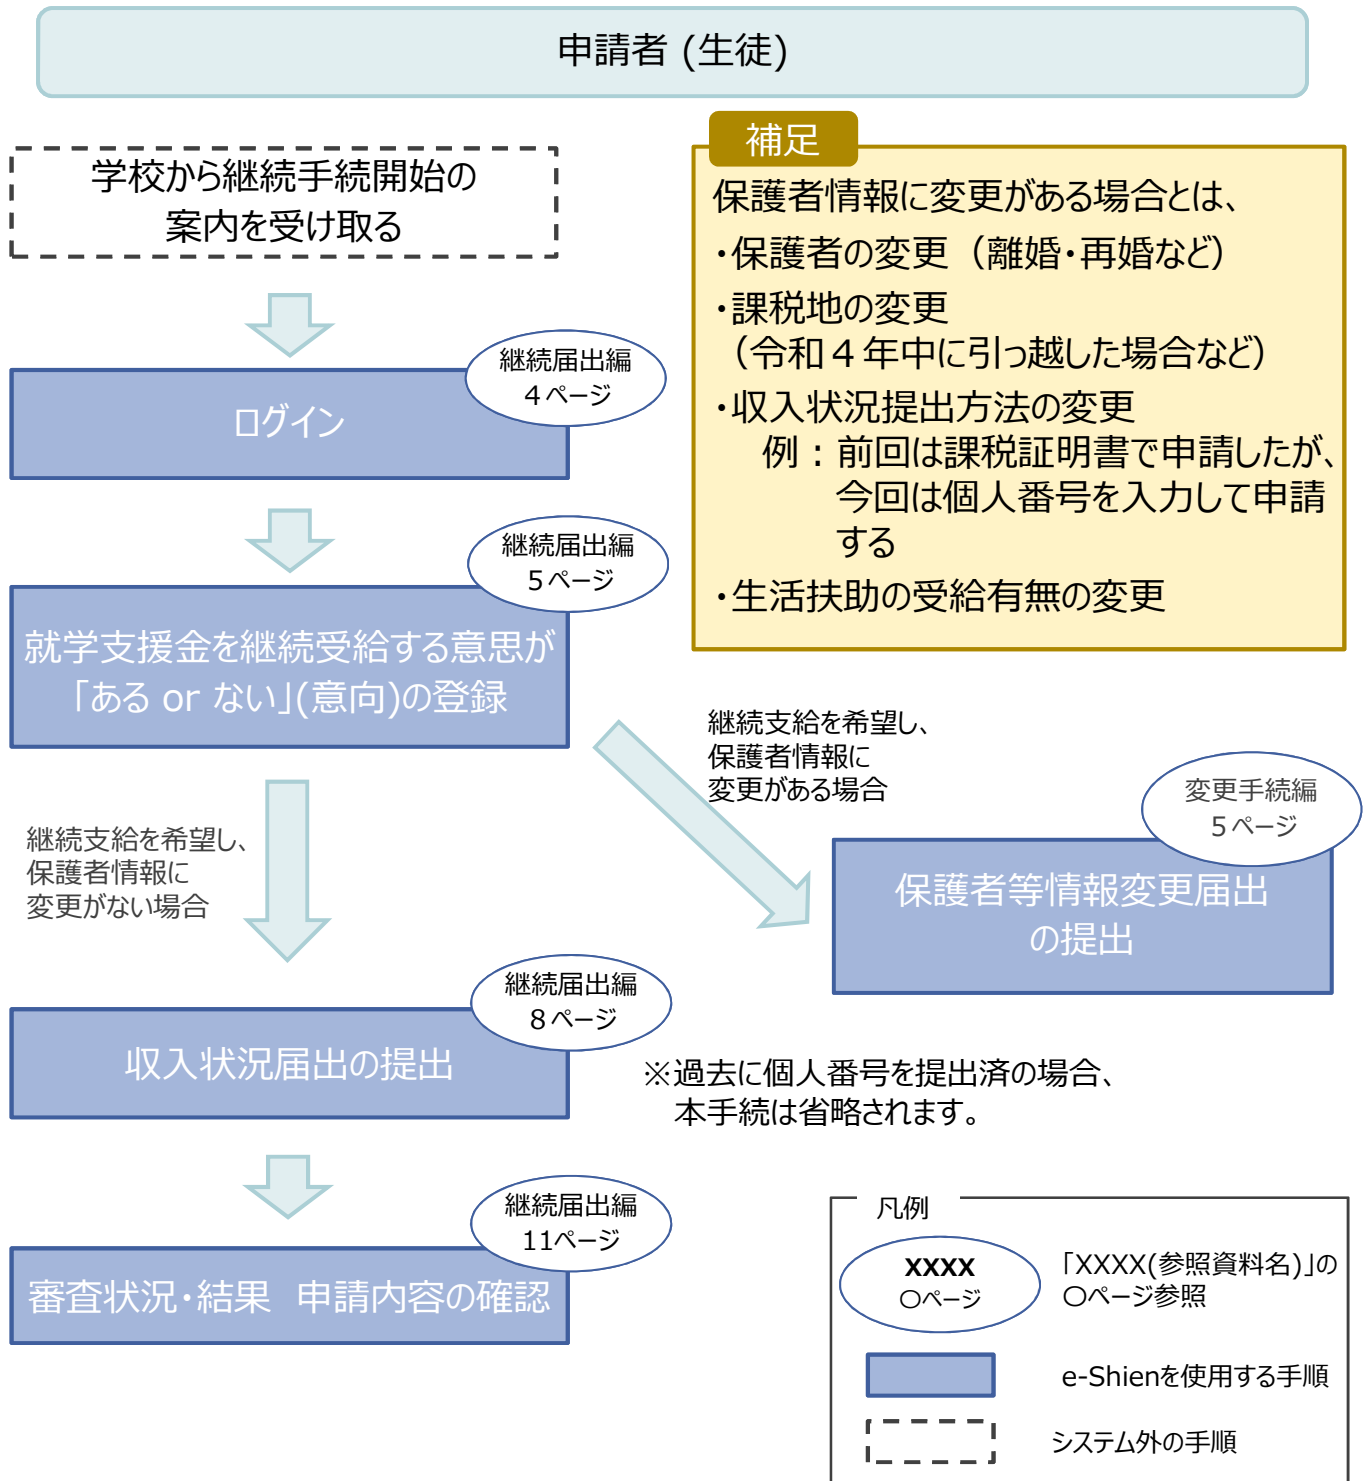 申請者 (生徒)
学校から継続手続開始の
案内を受け取る
補足
保護者情報に変更がある場合とは、
・保護者の変更（離婚・再婚など）
・課税地の変更
（令和４年中に引っ越した場合など）
・収入状況提出方法の変更
例：前回は課税証明書で申請したが、
今回は個人番号を入力して申請
する
・生活扶助の受給有無の変更
継続届出編
４ページ
ログイン
継続届出編
５ページ
就学支援金を継続受給する意思が
「ある or ない」(意向)の登録
継続支給を希望し、
保護者情報に
変更がある場合
変更手続編
５ページ
保護者等情報変更届出
の提出
継続支給を希望し、
保護者情報に
変更がない場合
継続届出編
８ページ
収入状況届出の提出
※過去に個人番号を提出済の場合、
本手続は省略されます。
継続届出編
11ページ
審査状況・結果　申請内容の確認
凡例
XXXX
〇ページ
「XXXX(参照資料名)」の
〇ページ参照
e-Shienを使用する手順
システム外の手順